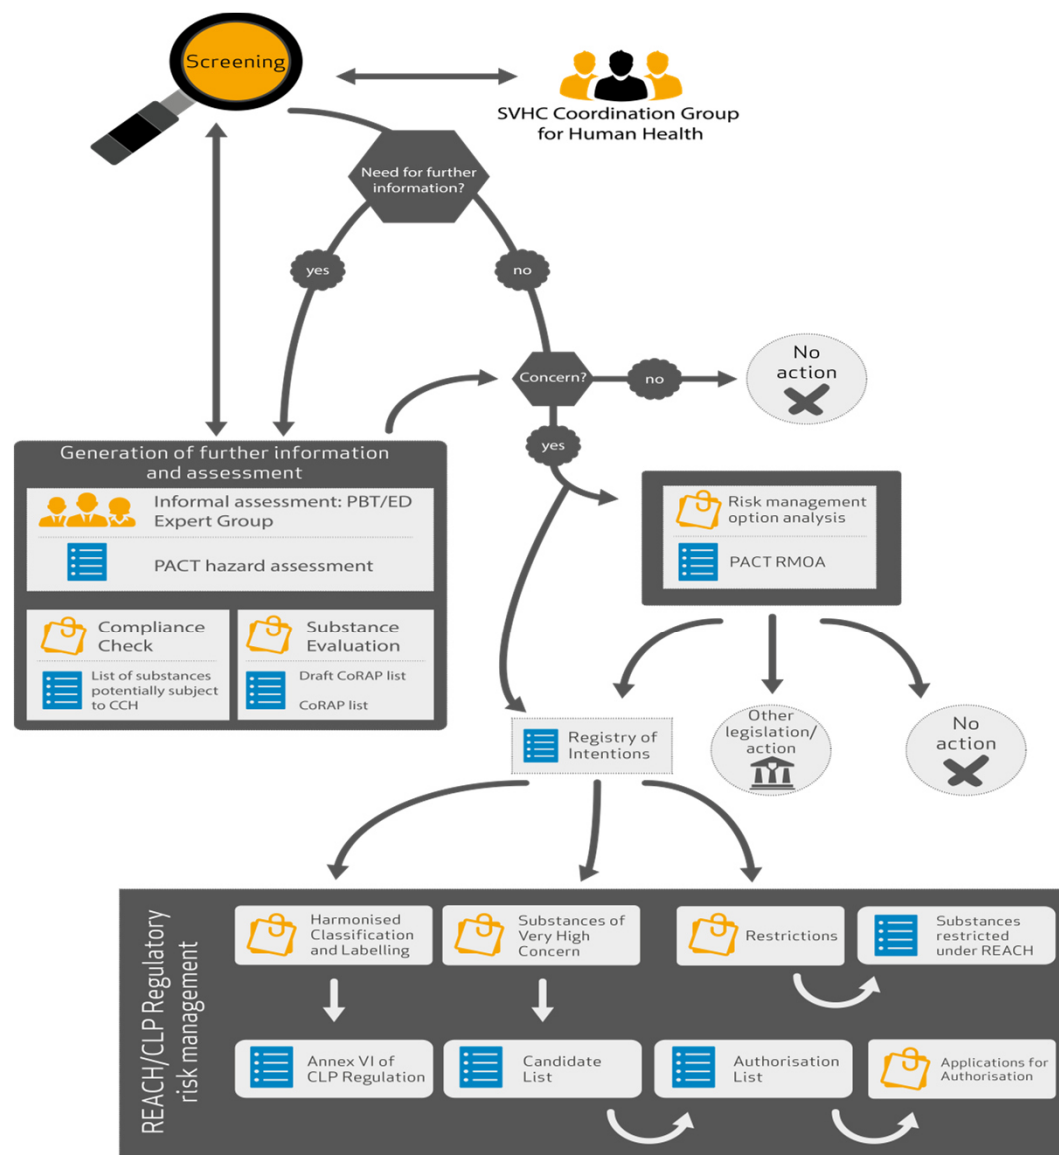 Screening
SVHC Coordination Group
for Human Health
Need for further
information?
yes
no
Concern?
no
No
action
yes
Generation of further information
and assessment
Informal assessment: PBT/ED
Expert Group
PACT hazard assessment
Compliance
Check
List of substances
potentially subject
to CCH
Substance
Evaluation
Draft CoRAP list
CoRAP list
Risk management
option analysis
PACT RMOA
Registry of
Intentions
Other
legislation/
action
No
action
REACH/CLP Regulatory
risk management
Harmonised
Classification
and Labelling
Substances of
Very High
Concern
Restrictions
Substances
restricted
under REACH
Annex VI of
CLP Regulation
Candidate
List
Authorisation
List
Applications for
Authorisation